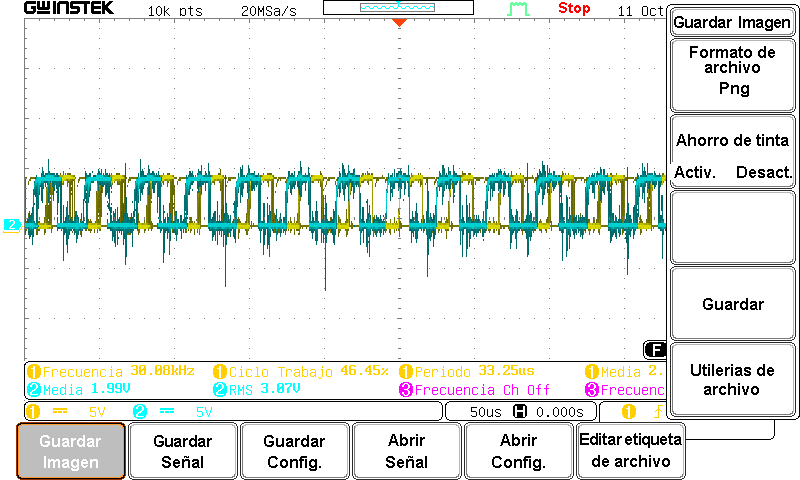 GWINSTEK 10k pts 20MSa/s Stop 11 Oct
Guardar Imagen
Formato de
archivo
Png
Ahorro de tinta
Activ. Desact.
2
Guardar
F
1 Frecuencia 30.08kHz 1 Ciclo Trabajo 46.45% 1 Periodo 33.25us 1 Media 2.
2 Media 1.99V 2 RMS 3.07V 3 Frecuencia Ch Off 3 Frecuenc
Utilerias de
archivo
1 5V 2 5V 50us H 0.000s 1
Guardar
Imagen
Guardar
Señal
Guardar
Config.
Abrir
Señal
Abrir
Config.
Editar etiqueta
de archivo